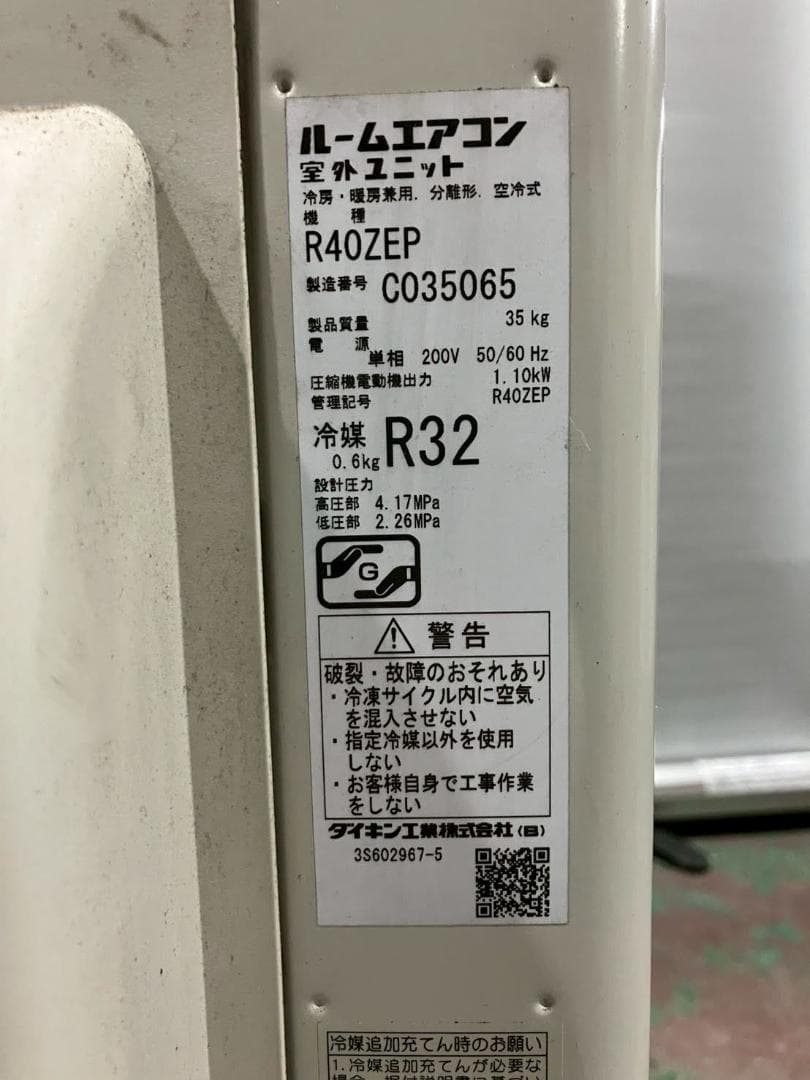 ルームエアコン
室外ユニット
冷房・暖房兼用. 分離形. 空冷式
機 種
R40ZEP
製造番号 C035065
製品質量 35 kg
電 源
単相 200V 50/60 Hz
圧縮機電動機出力 1.10kW
管理記号 R40ZEP
冷媒 R32
0.6kg
設計圧力
高圧部 4.17MPa
低圧部 2.26MPa
G
警告
破裂・故障のおそれあり
・冷凍サイクル内に空気
を混入させない
・指定冷媒以外を使用
しない
・お客様自身で工事作業
をしない
ダイキン工業株式会社(日)
3S602967-5
冷媒追加充てん時のお願い
1.冷媒追加充てんが必要な